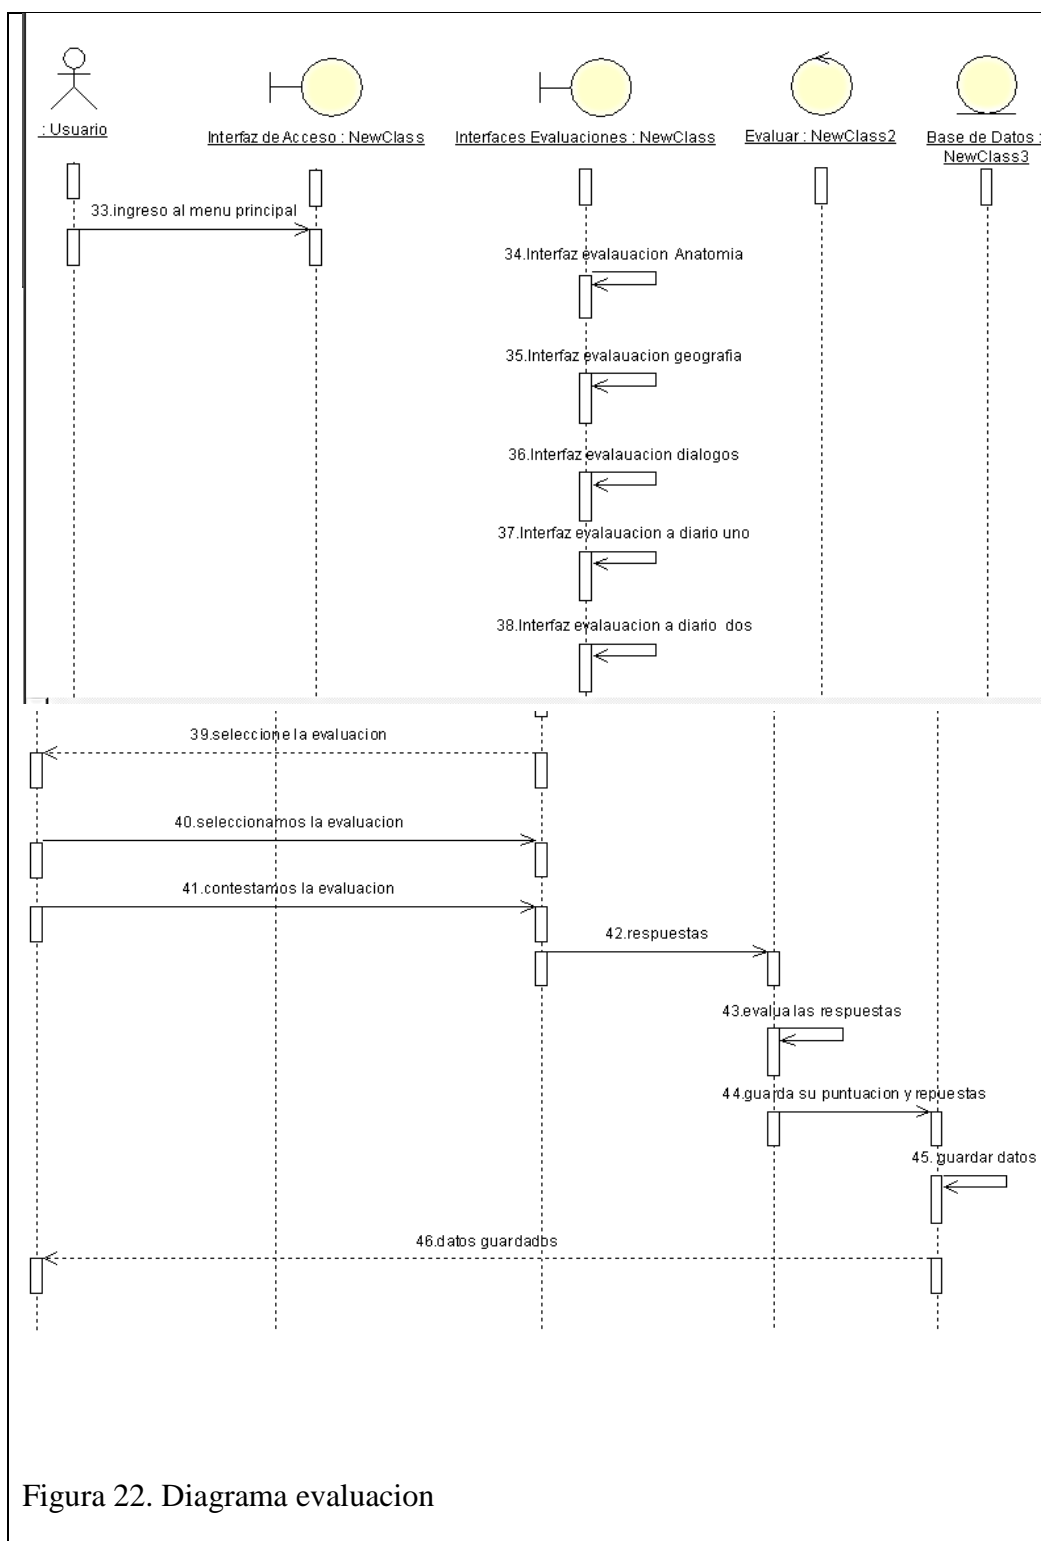 : Usuario
Interfaz de Acceso : NewClass
Interfaces Evaluaciones : NewClass
Evaluar : NewClass2
Base de Datos :
NewClass3
33.ingreso al menu principal
34.Interfaz evalauacion Anatomia
35.Interfaz evalauacion geografia
36.Interfaz evalauacion dialogos
37.Interfaz evalauacion a diario uno
38.Interfaz evalauacion a diario dos
39.seleccione la evaluacion
40.seleccionamos la evaluacion
41.contestamos la evaluacion
42.respuestas
43.evalua las respuestas
44.guarda su puntuacion y repuestas
45. guardar datos
46.datos guardados
Figura 22. Diagrama evaluacion